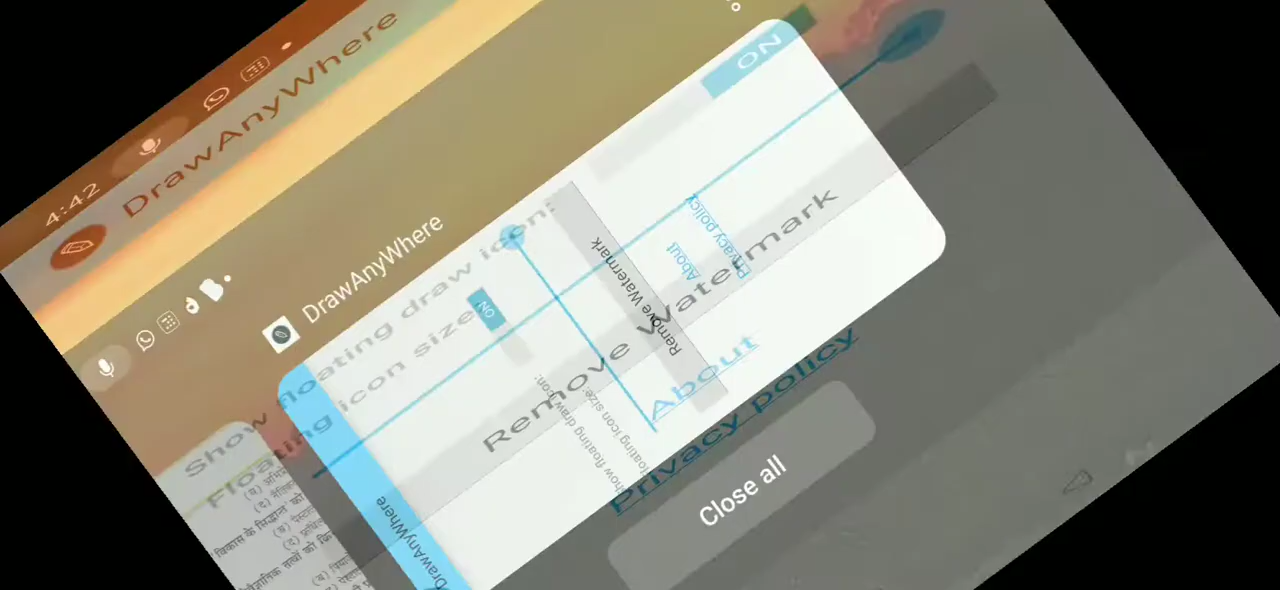 4:42
DrawAnyWhere
DrawAnyWhere
Show floating draw icon:
ON
Floating icon size
Remove Watermark
About
Privacy policy
DrawAnyWhere
Show floating draw icon:
ON
floating icon size:
Remove Watermark
About
Privacy policy
Close all
विकास के सिद्धान्त को